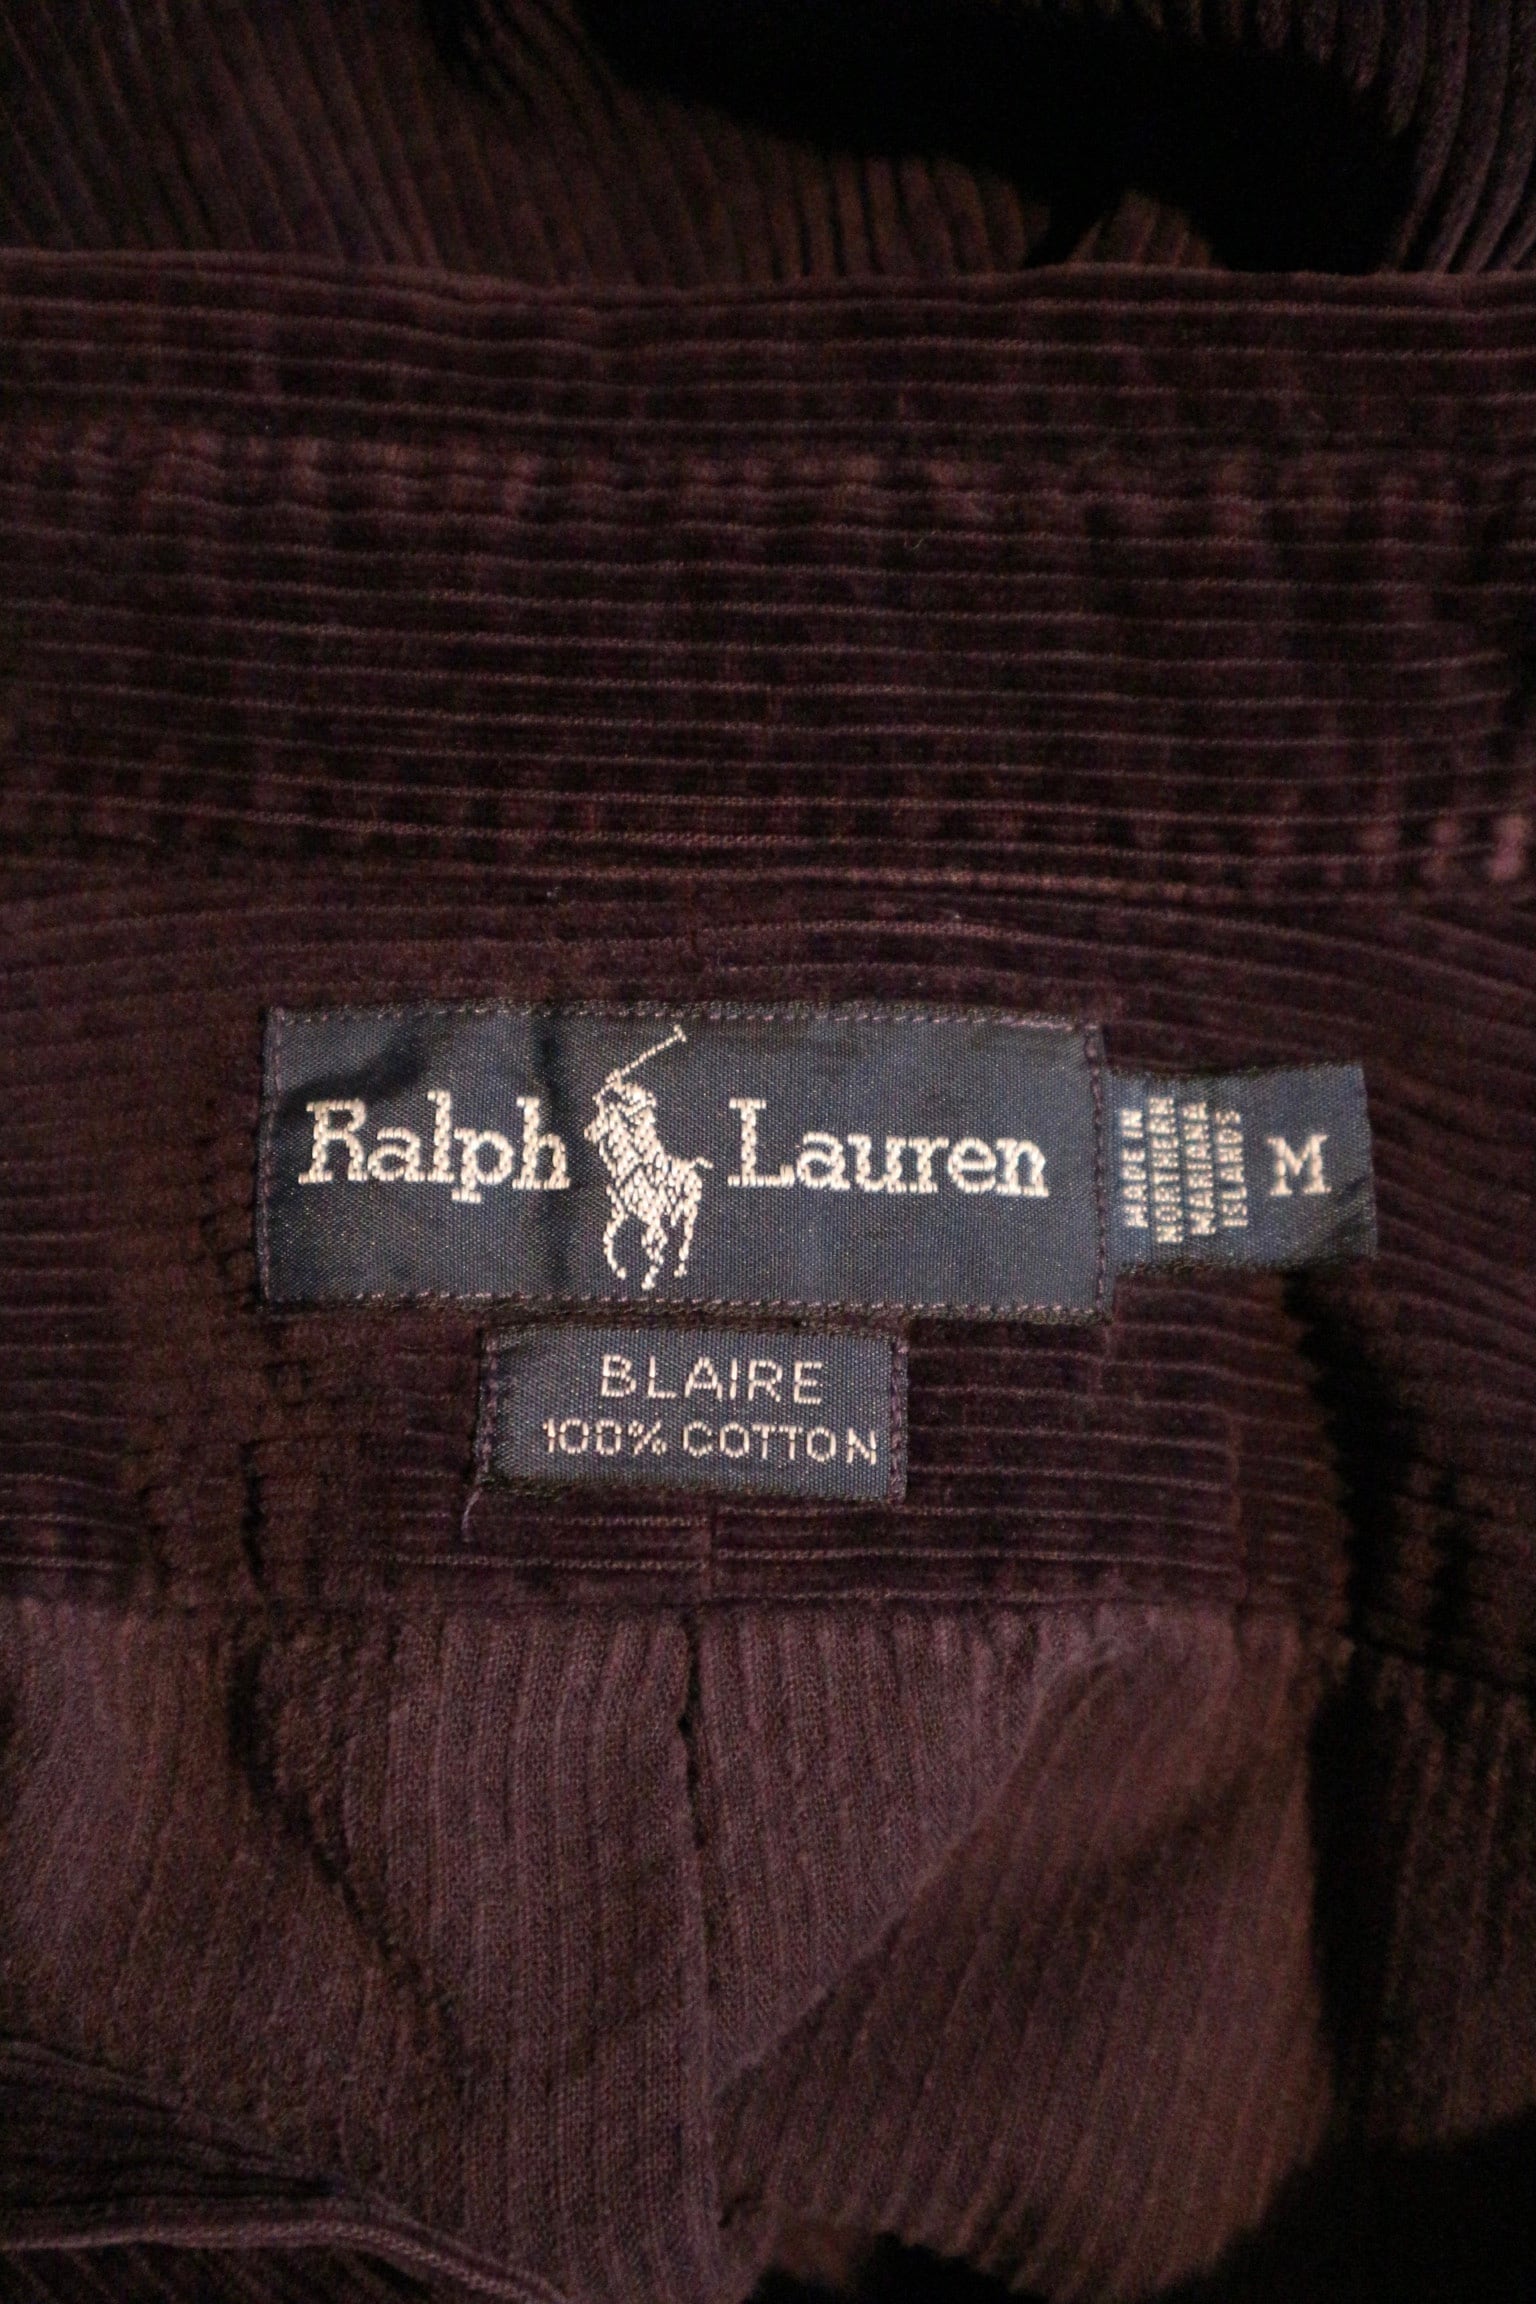 Ralph Lauren
MADE IN
NORTHERN
MARIANA
ISLANDS
M
BLAIRE
100% COTTON